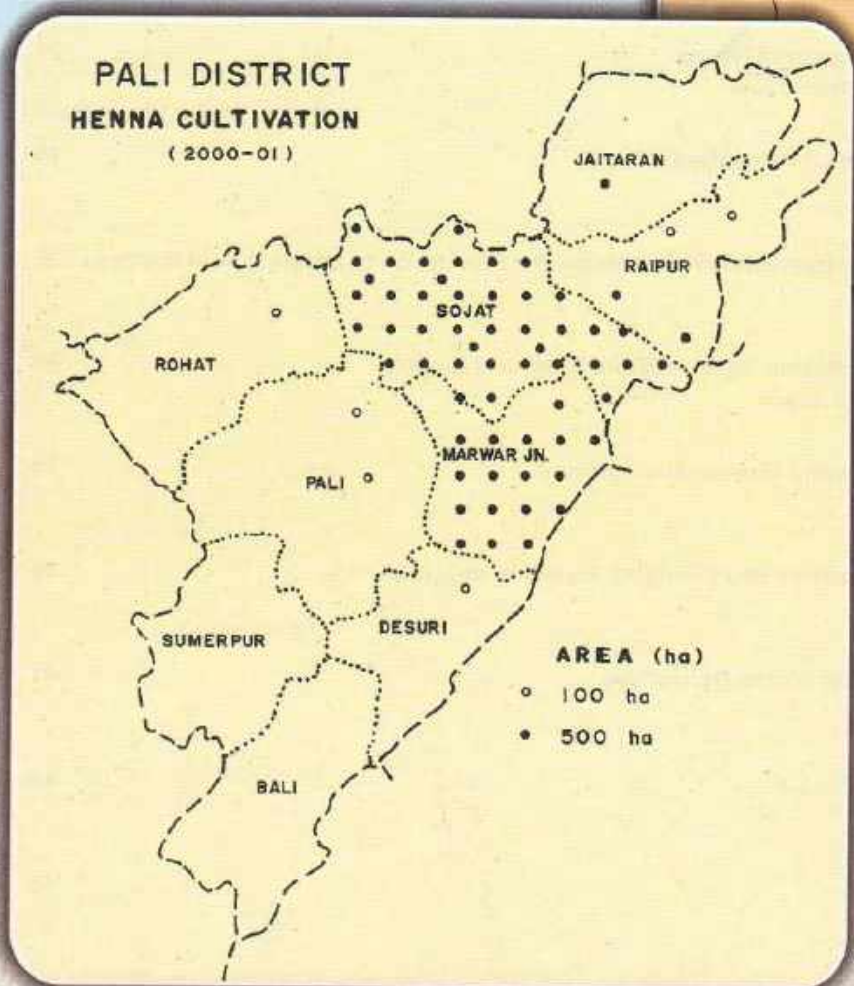 PALI DISTRICT
HENNA CULTIVATION
(2000-01)
JAITARAN
RAIPUR
SOJAT
ROHAT
MARWAR JN.
PALI
DESURI
SUMERPUR
AREA (ha)
100 ha
500 ha
BALI